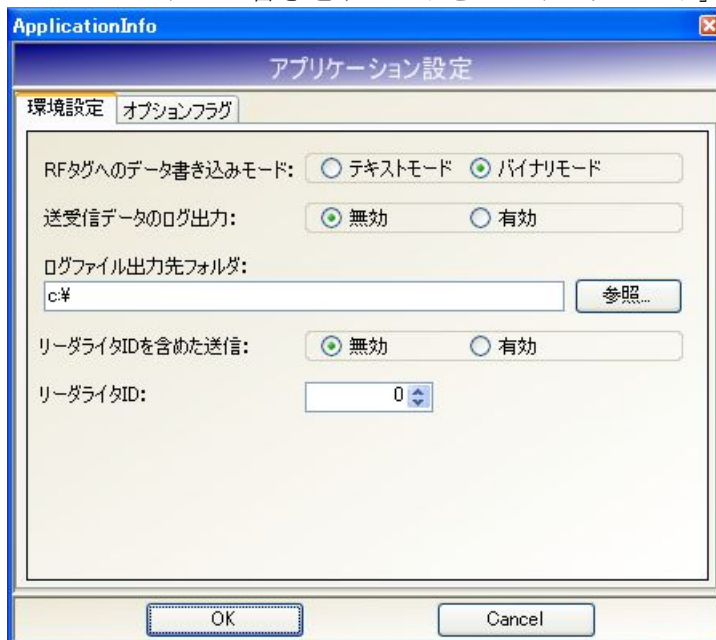 ApplicationInfo
アプリケーション設定
環境設定 オプションフラグ
RFタグへのデータ書き込みモード: テキストモード バイナリモード
送受信データのログ出力: 無効 有効
ログファイル出力先フォルダ:
c:¥ 参照...
リーダライタIDを含めた送信: 無効 有効
リーダライタID: 0
OK Cancel